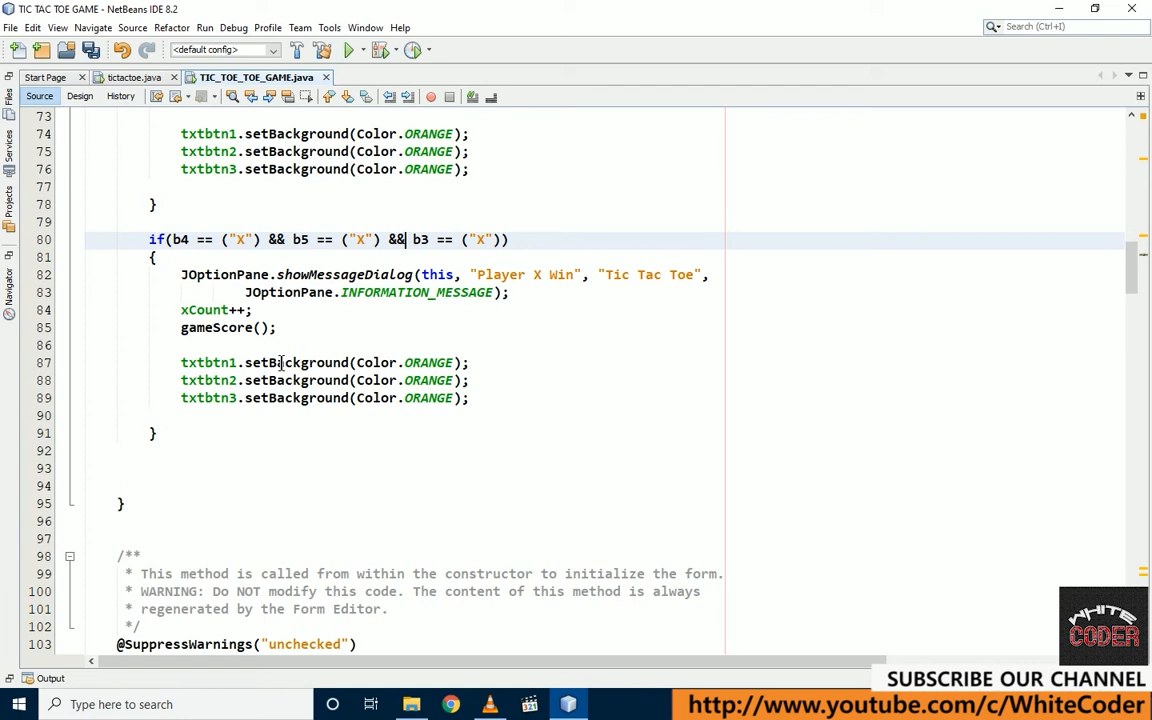 TIC TAC TOE GAME - NetBeans IDE 8.2
File Edit View Navigate Source Refactor Run Debug Profile Team Tools Window Help
Search (Ctrl+I)
<default config>
Start Page tictactoe.java TIC_TOE_TOE_GAME.java
Source Design History
Files
Services
Projects
Navigator
73
74 txtbtn1.setBackground(Color.ORANGE);
75 txtbtn2.setBackground(Color.ORANGE);
76 txtbtn3.setBackground(Color.ORANGE);
77
78 }
79
80 if(b4 == ("X") && b5 == ("X") && b3 == ("X"))
81 {
82 JOptionPane.showMessageDialog(this, "Player X Win", "Tic Tac Toe",
83 JOptionPane.INFORMATION_MESSAGE);
84 xCount++;
85 gameScore();
86
87 txtbtn1.setBackground(Color.ORANGE);
88 txtbtn2.setBackground(Color.ORANGE);
89 txtbtn3.setBackground(Color.ORANGE);
90
91 }
92
93
94
95 }
96
97
98 /**
99 * This method is called from within the constructor to initialize the form.
100 * WARNING: Do NOT modify this code. The content of this method is always
101 * regenerated by the Form Editor.
102 */
103 @SuppressWarnings("unchecked")
WHITE
CODER
Output
SUBSCRIBE OUR CHANNEL
Type here to search
321
http://www.youtube.com/c/WhiteCoder